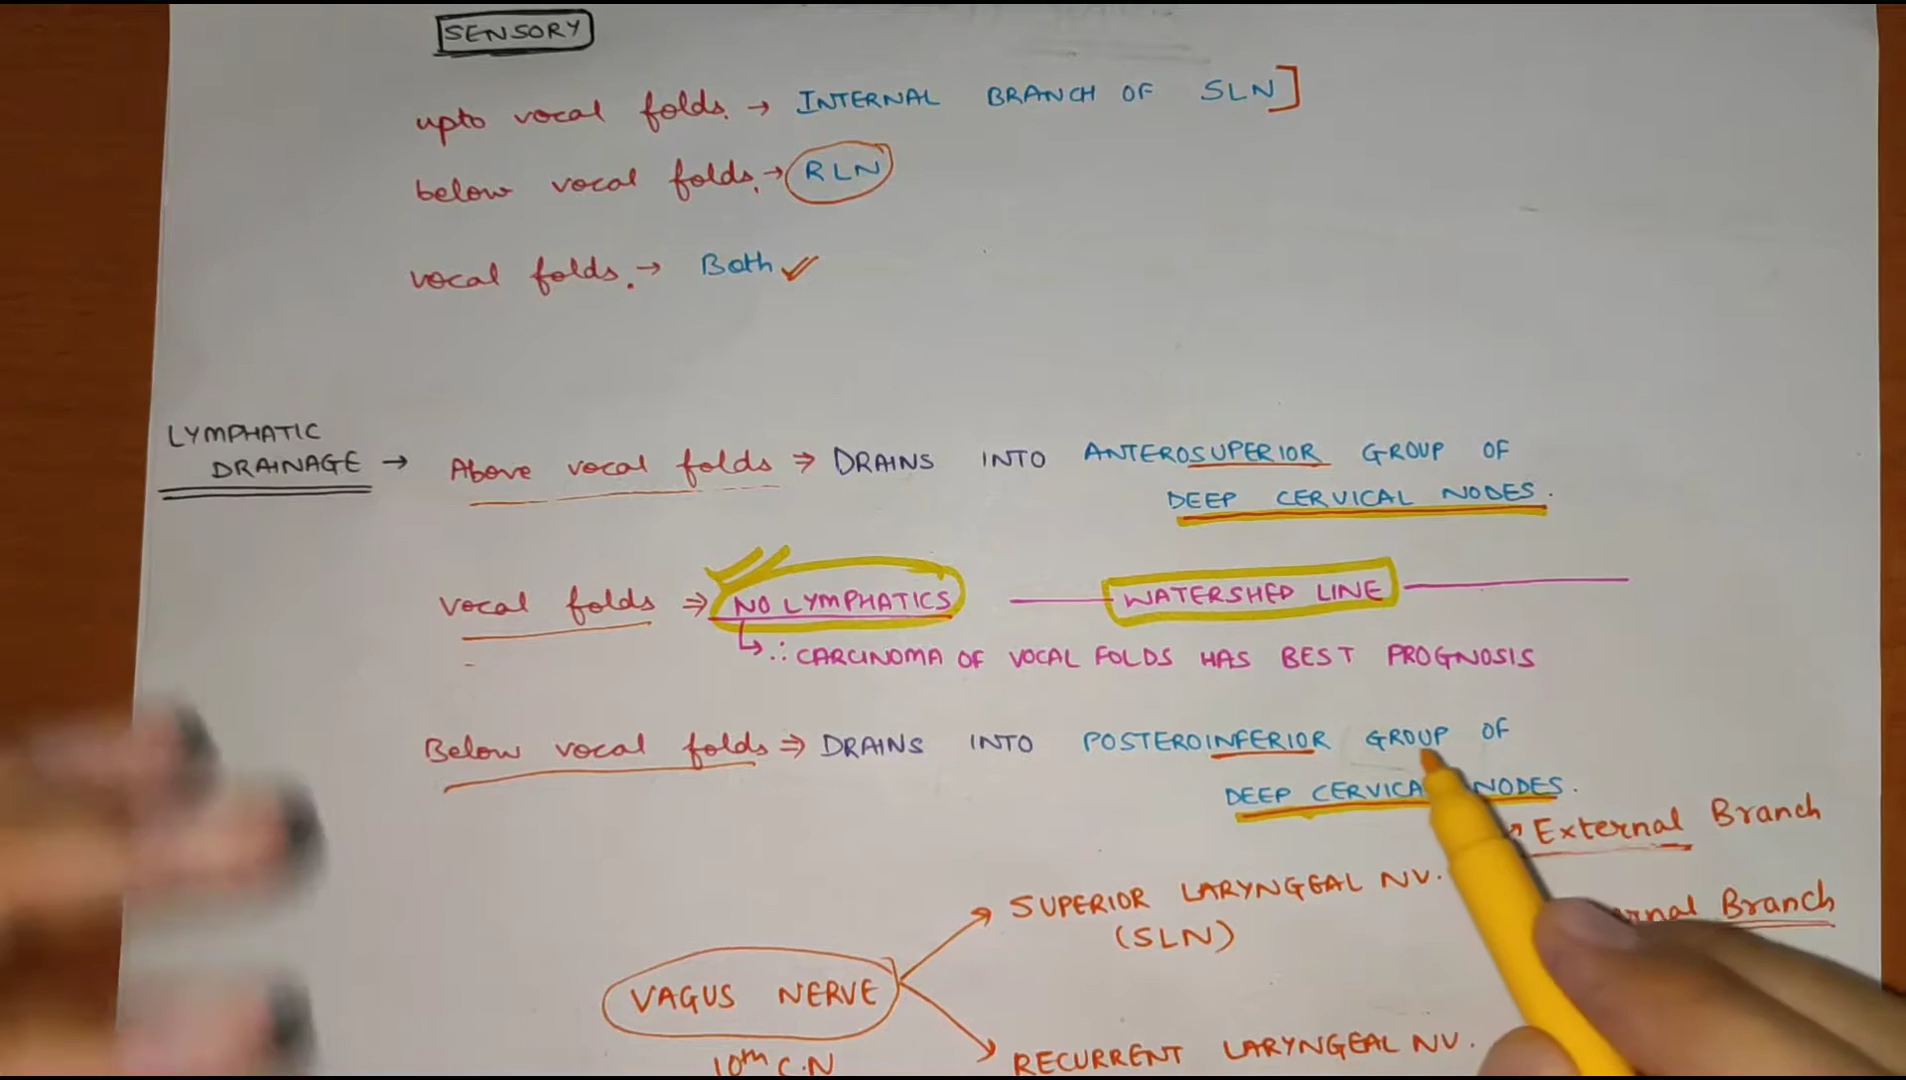 SENSORY
upto vocal folds. → INTERNAL BRANCH OF SLN]
below vocal folds. → RLN
vocal folds. → Both ✓
LYMPHATIC
DRAINAGE → Above vocal folds ⇒ DRAINS INTO ANTEROSUPERIOR GROUP OF
DEEP CERVICAL NODES.
vocal folds ⇒ NO LYMPHATICS WATERSHED LINE
↳ ∴ CARCINOMA OF VOCAL FOLDS HAS BEST PROGNOSIS
Below vocal folds ⇒ DRAINS INTO POSTEROINFERIOR GROUP OF
DEEP CERVICA NODES.
External Branch
SUPERIOR LARYNGEAL NV.
rnal Branch
(SLN)
VAGUS NERVE
10th C.N
RECURRENT LARYNGEAL NV.